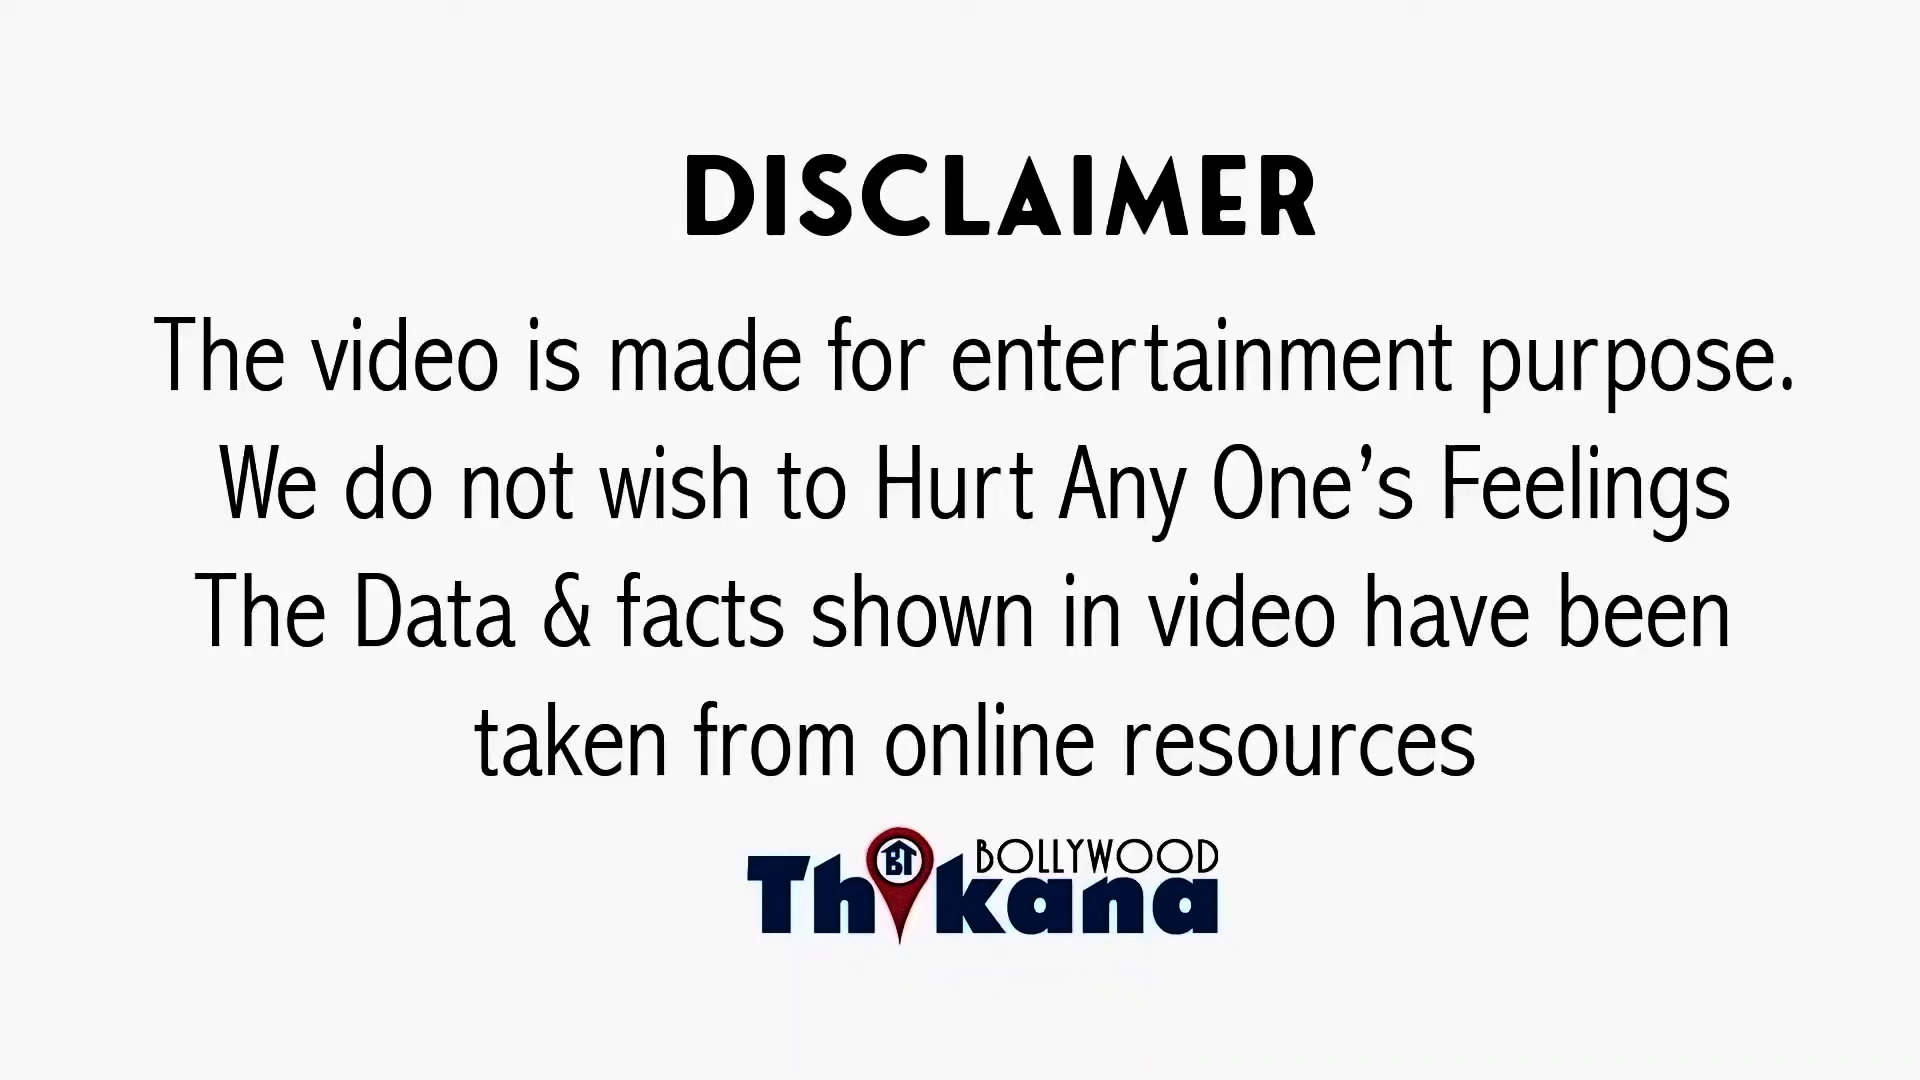 DISCLAIMER
The video is made for entertainment purpose.
We do not wish to Hurt Any One’s Feelings
The Data & facts shown in video have been
taken from online resources
BOLLYWOOD
BT
Thikana